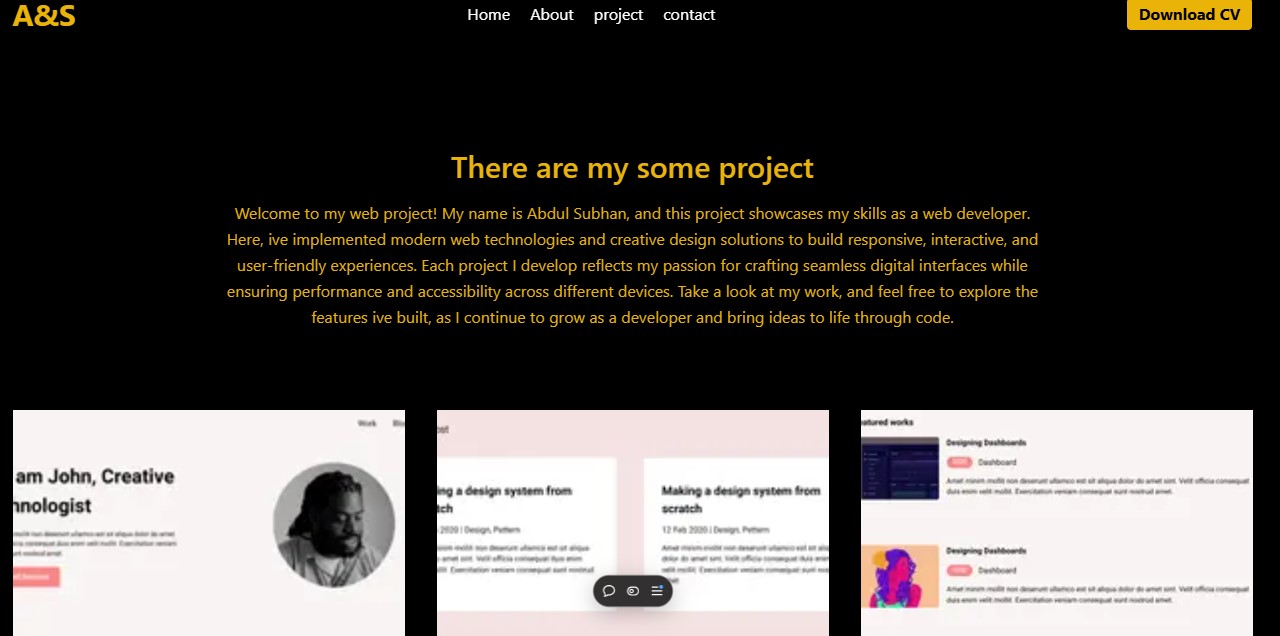 A&S
Home About project contact
Download CV
There are my some project
Welcome to my web project! My name is Abdul Subhan, and this project showcases my skills as a web developer.
Here, ive implemented modern web technologies and creative design solutions to build responsive, interactive, and
user-friendly experiences. Each project I develop reflects my passion for crafting seamless digital interfaces while
ensuring performance and accessibility across different devices. Take a look at my work, and feel free to explore the
features ive built, as I continue to grow as a developer and bring ideas to life through code.
Work
am John, Creative
ing a design system from
Making a design system from
scratch
2020 | Design, Pattern
12 Feb 2020 | Design, Pattern
atured works
Designing Dashboards
Dashboard
Amet minim mollit non deserunt ullamco est sit aliqua dolor do amet sint. Velit officia consequat
duis enim velit mollit. Exercitation veniam consequat sunt nostrud amet.
Designing Dashboards
Dashboard
Amet minim mollit non deserunt ullamco est sit aliqua dolor do amet sint. Velit officia consequat
duis enim velit mollit. Exercitation veniam consequat sunt nostrud amet.